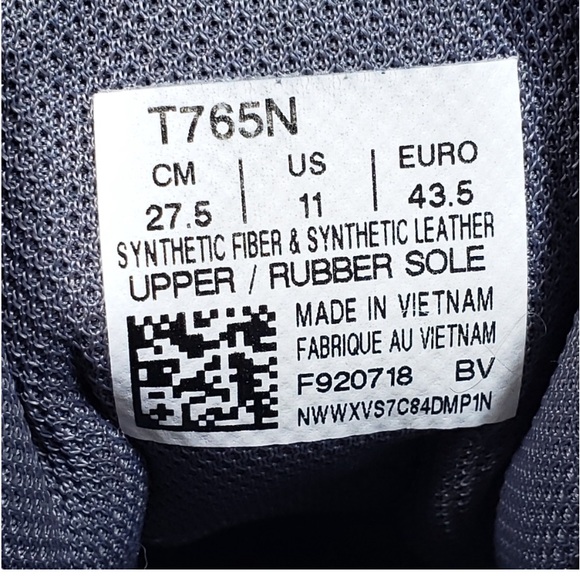 T765N
CM | US | EURO
27.5 | 11 | 43.5
SYNTHETIC FIBER & SYNTHETIC LEATHER
UPPER / RUBBER SOLE
MADE IN VIETNAM
FABRIQUE AU VIETNAM
F920718 BV
NWWXVS7C84DMP1N